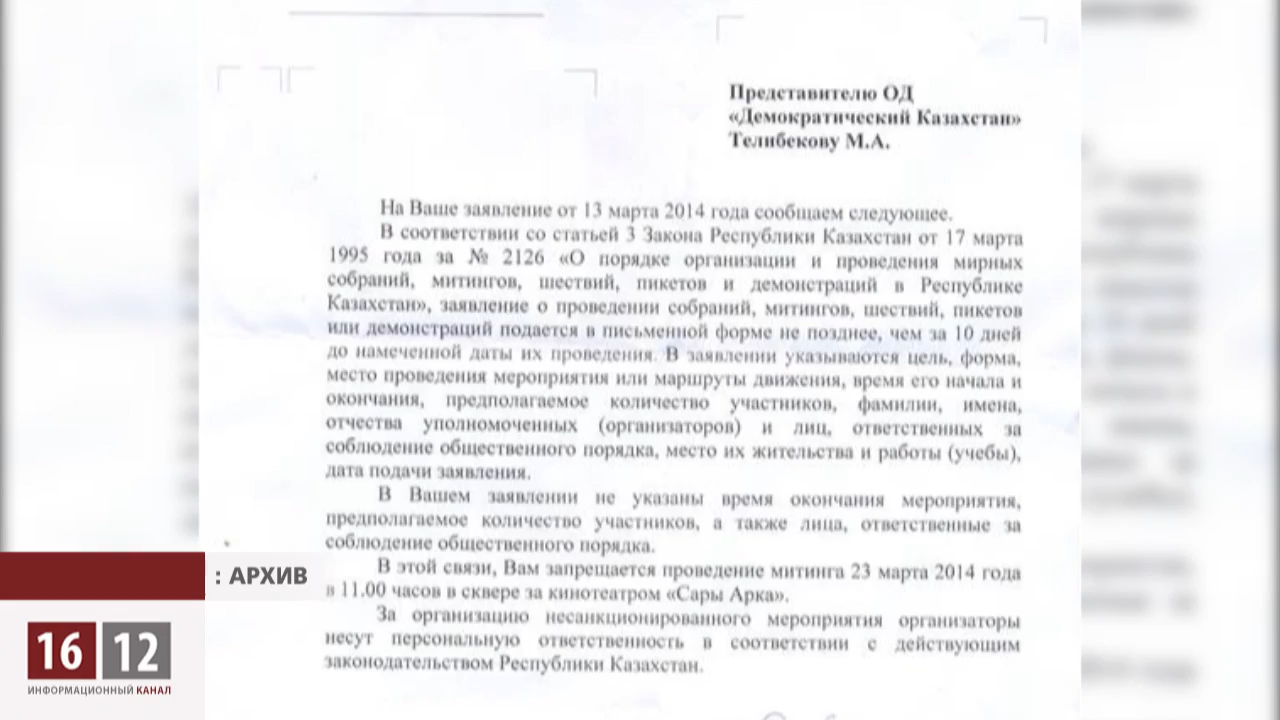 Представителю ОД
«Демократический Казахстан»
Телибекову М.А.
На Ваше заявление от 13 марта 2014 года сообщаем следующее.
В соответствии со статьей 3 Закона Республики Казахстан от 17 марта
1995 года за № 2126 «О порядке организации и проведения мирных
собраний, митингов, шествий, пикетов и демонстраций в Республике
Казахстан», заявление о проведении собраний, митингов, шествий, пикетов
или демонстраций подается в письменной форме не позднее, чем за 10 дней
до намеченной даты их проведения. В заявлении указываются цель, форма,
место проведения мероприятия или маршруты движения, время его начала и
окончания, предполагаемое количество участников, фамилии, имена,
отчества уполномоченных (организаторов) и лиц, ответственных за
соблюдение общественного порядка, место их жительства и работы (учебы),
дата подачи заявления.
В Вашем заявлении не указаны время окончания мероприятия,
предполагаемое количество участников, а также лица, ответственные за
соблюдение общественного порядка.
В этой связи, Вам запрещается проведение митинга 23 марта 2014 года
в 11.00 часов в сквере за кинотеатром «Сары Арка».
За организацию несанкционированного мероприятия организаторы
несут персональную ответственность в соответствии с действующим
законодательством Республики Казахстан.
: АРХИВ
16 12
ИНФОРМАЦИОННЫЙ КАНАЛ